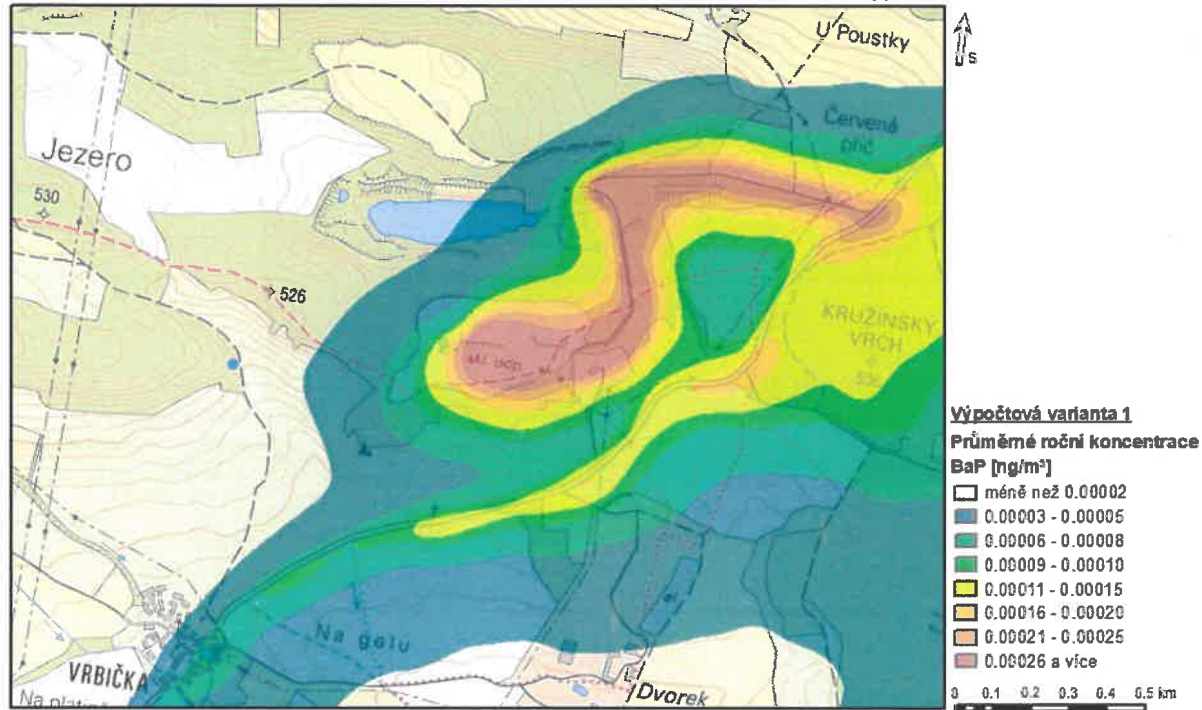 U Poustky
S
Červená
píč
Jezero
530
526
KRUŽINSKÝ
VRCH
Na gelu
VRBIČKA
Dvorek
Výpočtová varianta 1
Průměrné roční koncentrace
BaP [ng/m³]
méně než 0.00002
0.00003 - 0.00005
0.00006 - 0.00008
0.00009 - 0.00010
0.00011 - 0.00015
0.00016 - 0.00020
0.00021 - 0.00025
0.00026 a více
0 0.1 0.2 0.3 0.4 0.5 km